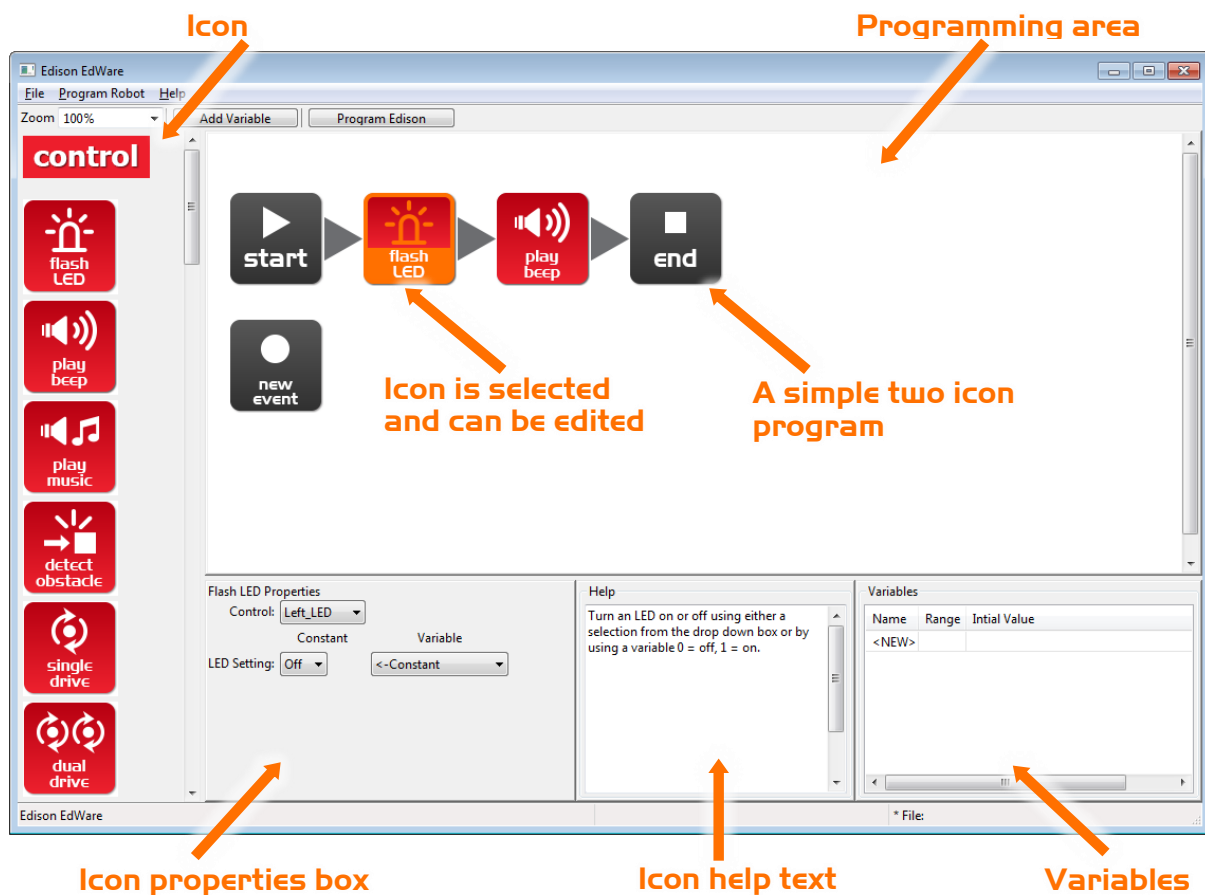 Icon
Programming area
Edison EdWare
File Program Robot Help
Zoom 100% Add Variable Program Edison
control
flash
LED
play
beep
play
music
detect
obstacle
single
drive
dual
drive
start
flash
LED
play
beep
end
new
event
Icon is selected
and can be edited
A simple two icon
program
Flash LED Properties
Control: Left_LED
Constant Variable
LED Setting: Off <-Constant
Help
Turn an LED on or off using either a
selection from the drop down box or by
using a variable 0 = off, 1 = on.
Variables
Name Range Intial Value
<NEW>
Edison EdWare
* File:
Icon properties box
Icon help text
Variables